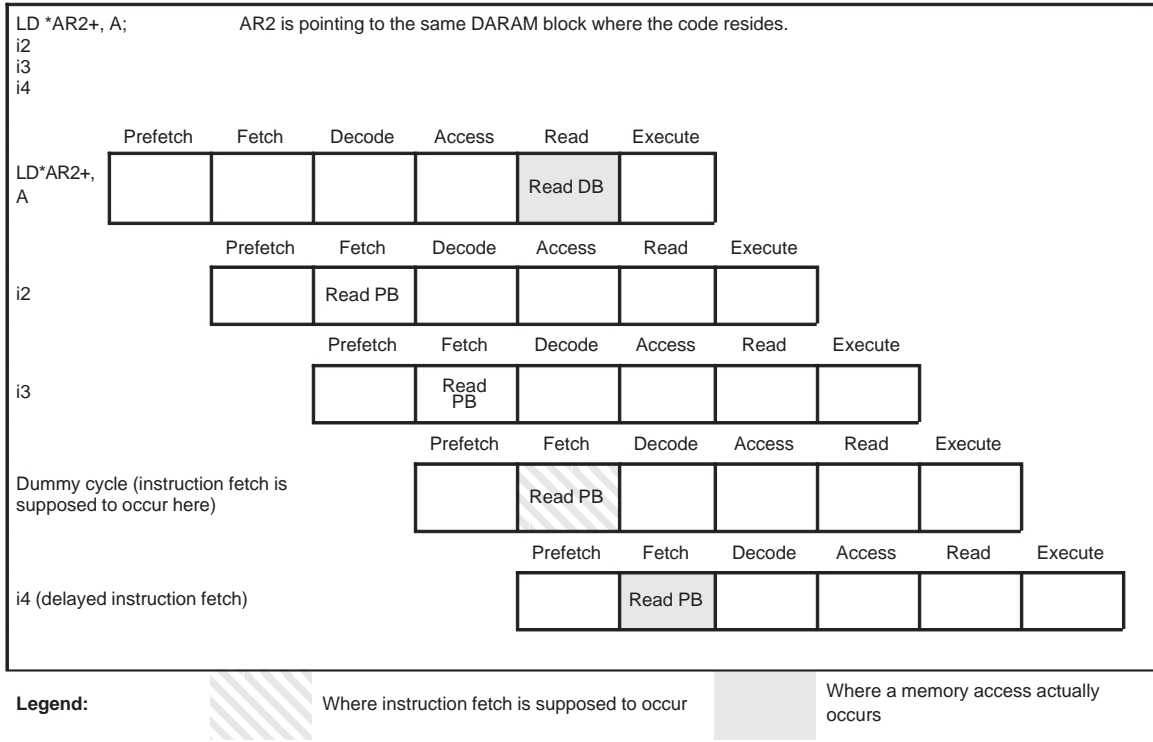 LD *AR2+, A; AR2 is pointing to the same DARAM block where the code resides.
i2
i3
i4
Prefetch Fetch Decode Access Read Execute
LD*AR2+,
A
Read DB
Prefetch Fetch Decode Access Read Execute
i2
Read PB
Prefetch Fetch Decode Access Read Execute
i3
Read
PB
Prefetch Fetch Decode Access Read Execute
Dummy cycle (instruction fetch is
supposed to occur here)
Read PB
Prefetch Fetch Decode Access Read Execute
i4 (delayed instruction fetch)
Read PB
Legend:
Where instruction fetch is supposed to occur
Where a memory access actually
occurs